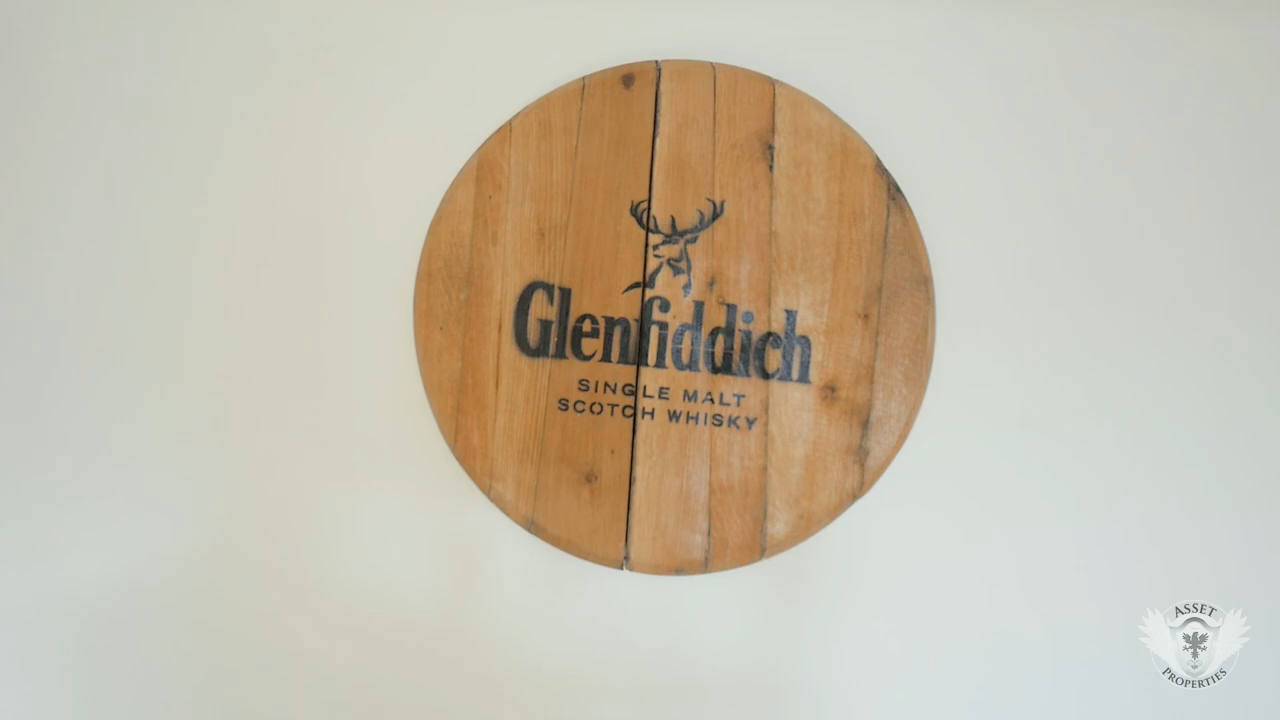 Glenfiddich
SINGLE MALT
SCOTCH WHISKY
ASSET
PROPERTIES